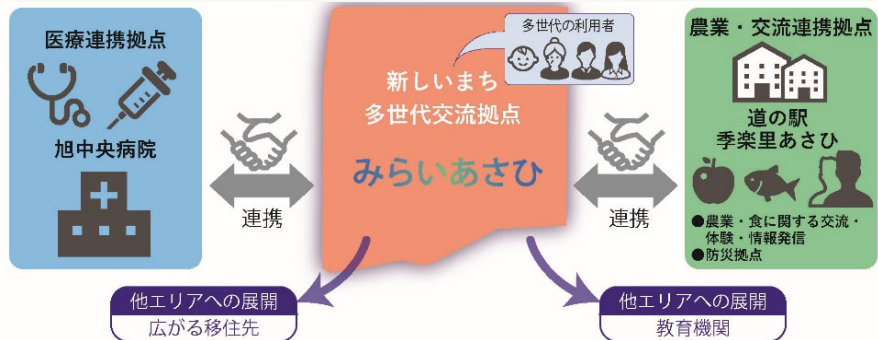 医療連携拠点
旭中央病院
連携
多世代の利用者
新しいまち
多世代交流拠点
みらいあさひ
連携
農業・交流連携拠点
道の駅
季楽里あさひ
●農業・食に関する交流・
体験・情報発信
●防災拠点
他エリアへの展開
広がる移住先
他エリアへの展開
教育機関